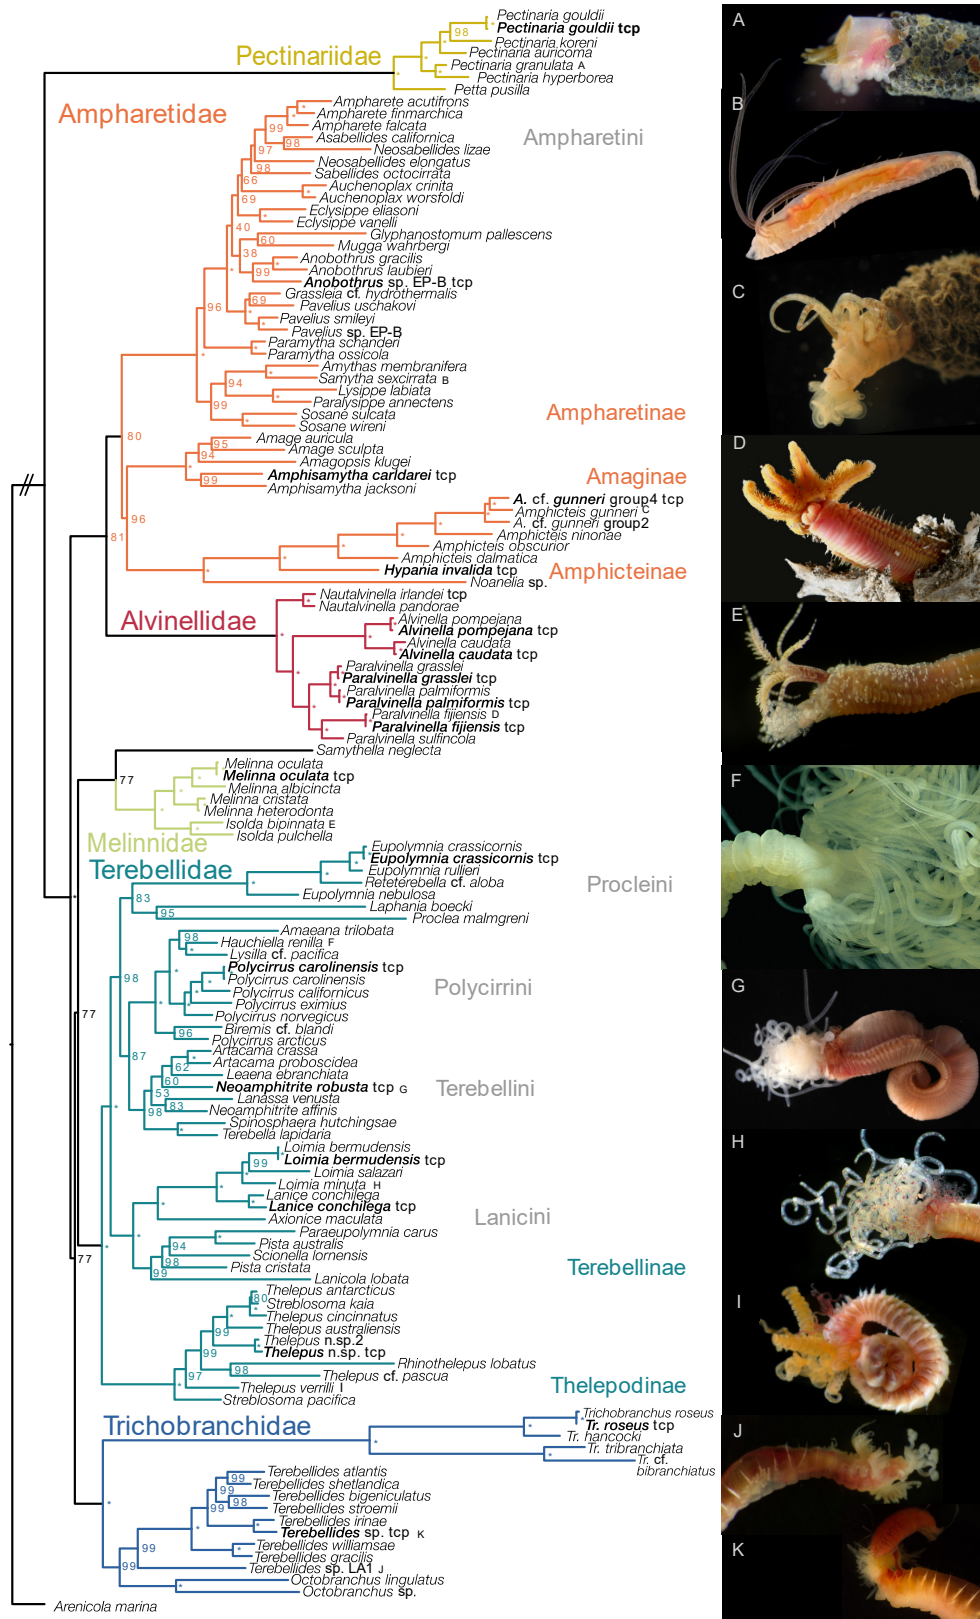 Pectinariidae
Pectinaria gouldii
Pectinaria gouldii tcp
98
Pectinaria koreni
Pectinaria auricoma
Pectinaria granulata A
Pectinaria hyperborea
Petta pusilla
Ampharetidae
Ampharetini
Ampharete acutifrons
Ampharete finmarchica
Ampharete falcata
99
Asabellides californica
98
Neosabellides lizae
97
Neosabellides elongatus
98
Sabellides octocirrata
66
Auchenoplax crinita
Auchenoplax worsfoldi
69
Eclysippe eliasoni
Eclysippe vanelli
40
Glyphanostomum pallescens
60
Mugga wahrbergi
38
Anobothrus gracilis
99
Anobothrus laubieri
Anobothrus sp. EP-B tcp
Grassleia cf. hydrothermalis
69
Pavelius uschakovi
96
Pavelius smileyi
Pavelius sp. EP-B
Paramytha schanderi
Paramytha ossicola
Amythas membranifera
Samytha sexcirrata B
94
Lysippe labiata
Paralysippe annectens
99
Sosane sulcata
Sosane wireni
Ampharetinae
80
Amage auricula
95
Amage sculpta
94
Amagopsis klugei
Amphisamytha carldarei tcp
99
Amphisamytha jacksoni
Amaginae
A. cf. gunneri group4 tcp
Amphicteis gunneri C
A. cf. gunneri group2
96
Amphicteis ninonae
81
Amphicteis obscurior
Amphicteis dalmatica
Hypania invalida tcp
Noanelia sp.
Amphicteinae
Alvinellidae
Nautalvinella irlandei tcp
Nautalvinella pandorae
Alvinella pompejana
Alvinella pompejana tcp
Alvinella caudata
Alvinella caudata tcp
Paralvinella grasslei
Paralvinella grasslei tcp
Paralvinella palmiformis
Paralvinella palmiformis tcp
Paralvinella fijiensis D
Paralvinella fijiensis tcp
Paralvinella sulfincola
Samythella neglecta
77
Melinna oculata
Melinna oculata tcp
Melinna albicincta
Melinna cristata
Melinna heterodonta
Isolda bipinnata E
Isolda pulchella
Melinnidae
Terebellidae
Eupolymnia crassicornis
Eupolymnia crassicornis tcp
Eupolymnia rullieri
Reteterebella cf. aloba
Procleini
83
Eupolymnia nebulosa
95
Laphania boecki
Proclea malmgreni
Amaeana trilobata
98
Hauchiella renilla F
Lysilla cf. pacifica
Polycirrus carolinensis tcp
98
Polycirrus carolinensis
Polycirrini
Polycirrus californicus
Polycirrus eximius
77
Polycirrus norvegicus
Biremis cf. blandi
96
Polycirrus arcticus
Artacama crassa
87
Artacama proboscidea
62
Leaena ebranchiata
60
Neoamphitrite robusta tcp G
Terebellini
53
Lanassa venusta
83
98
Neoamphitrite affinis
Spinosphaera hutchingsae
Terebella lapidaria
Loimia bermudensis
Loimia bermudensis tcp
99
Loimia salazari
Loimia minuta H
Lanice conchilega
Lanice conchilega tcp
Axionice maculata
Lanicini
Paraeupolymnia carus
94
Pista australis
Scionella lornensis
77
98
Pista cristata
99
Lanicola lobata
Terebellinae
Thelepus antarcticus
80
Streblosoma kaia
Thelepus cincinnatus
99
Thelepus australiensis
Thelepus n.sp.2
99
Thelepus n.sp. tcp
Rhinothelepus lobatus
98
97
Thelepus cf. pascua
Thelepus verrilli I
Streblosoma pacifica
Thelepodinae
Trichobranchidae
Trichobranchus roseus
Tr. roseus tcp
Tr. hancocki
Tr. tribranchiata
Tr. cf.
bibranchiatus
Terebellides atlantis
99
Terebellides shetlandica
99
Terebellides bigeniculatus
98
99
Terebellides stroemii
Terebellides irinae
Terebellides sp. tcp K
Terebellides williamsae
99
Terebellides gracilis
99
Terebellides sp. LA1 J
Octobranchus lingulatus
Octobranchus sp.
Arenicola marina
A
B
C
D
E
F
G
H
I
J
K